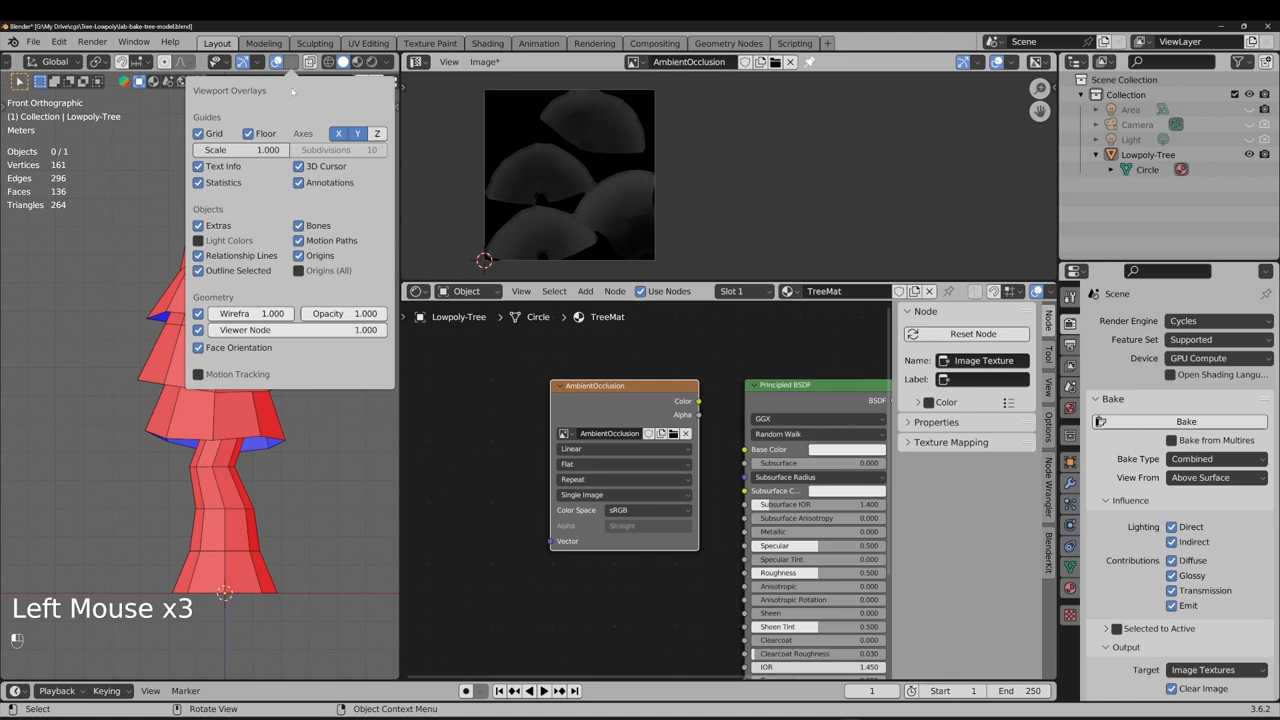 Blender* [G:\My Drive\cgs\Tree-Lowpoly\lab-bake-tree-model.blend]
File Edit Render Window Help Layout Modeling Sculpting UV Editing Texture Paint Shading Animation Rendering Compositing Geometry Nodes Scripting + Scene ViewLayer
Global View Image* AmbientOcclusion
Front Orthographic
(1) Collection | Lowpoly-Tree
Meters
Objects 0/1
Vertices 161
Edges 296
Faces 136
Triangles 264
Viewport Overlays
Guides
Grid Floor Axes X Y Z
Scale 1.000 Subdivisions 10
Text Info 3D Cursor
Statistics Annotations
Objects
Extras Bones
Light Colors Motion Paths
Relationship Lines Origins
Outline Selected Origins (All)
Geometry
Wirefra 1.000 Opacity 1.000
Viewer Node 1.000
Face Orientation
Motion Tracking
Left Mouse x3
Scene Collection
Collection
Area
Camera
Light
Lowpoly-Tree
Circle
Object View Select Add Node Use Nodes Slot 1 TreeMat
Lowpoly-Tree Circle TreeMat
AmbientOcclusion
Color
Alpha
AmbientOcclusion
Linear
Flat
Repeat
Single Image
Color Space sRGB
Alpha Straight
Vector
Principled BSDF
BSDF
GGX
Random Walk
Base Color
Subsurface 0.000
Subsurface Radius
Subsurface C...
Subsurface IOR 1.400
Subsurface Anisotropy 0.000
Metallic 0.000
Specular 0.500
Specular Tint 0.000
Roughness 0.500
Anisotropic 0.000
Anisotropic Rotation 0.000
Sheen 0.000
Sheen Tint 0.500
Clearcoat 0.000
Clearcoat Roughness 0.030
IOR 1.450
Node
Reset Node
Name: Image Texture
Label:
Color
Properties
Texture Mapping
Node
Tool
View
Options
Node Wrangler
BlenderKit
Scene
Render Engine Cycles
Feature Set Supported
Device GPU Compute
Open Shading Langu...
Bake
Bake
Bake from Multires
Bake Type Combined
View From Above Surface
Influence
Lighting Direct
Indirect
Contributions Diffuse
Glossy
Transmission
Emit
Selected to Active
Output
Target Image Textures
Clear Image
Playback Keying View Marker 1 Start 1 End 250
Select Rotate View Object Context Menu 3.6.2